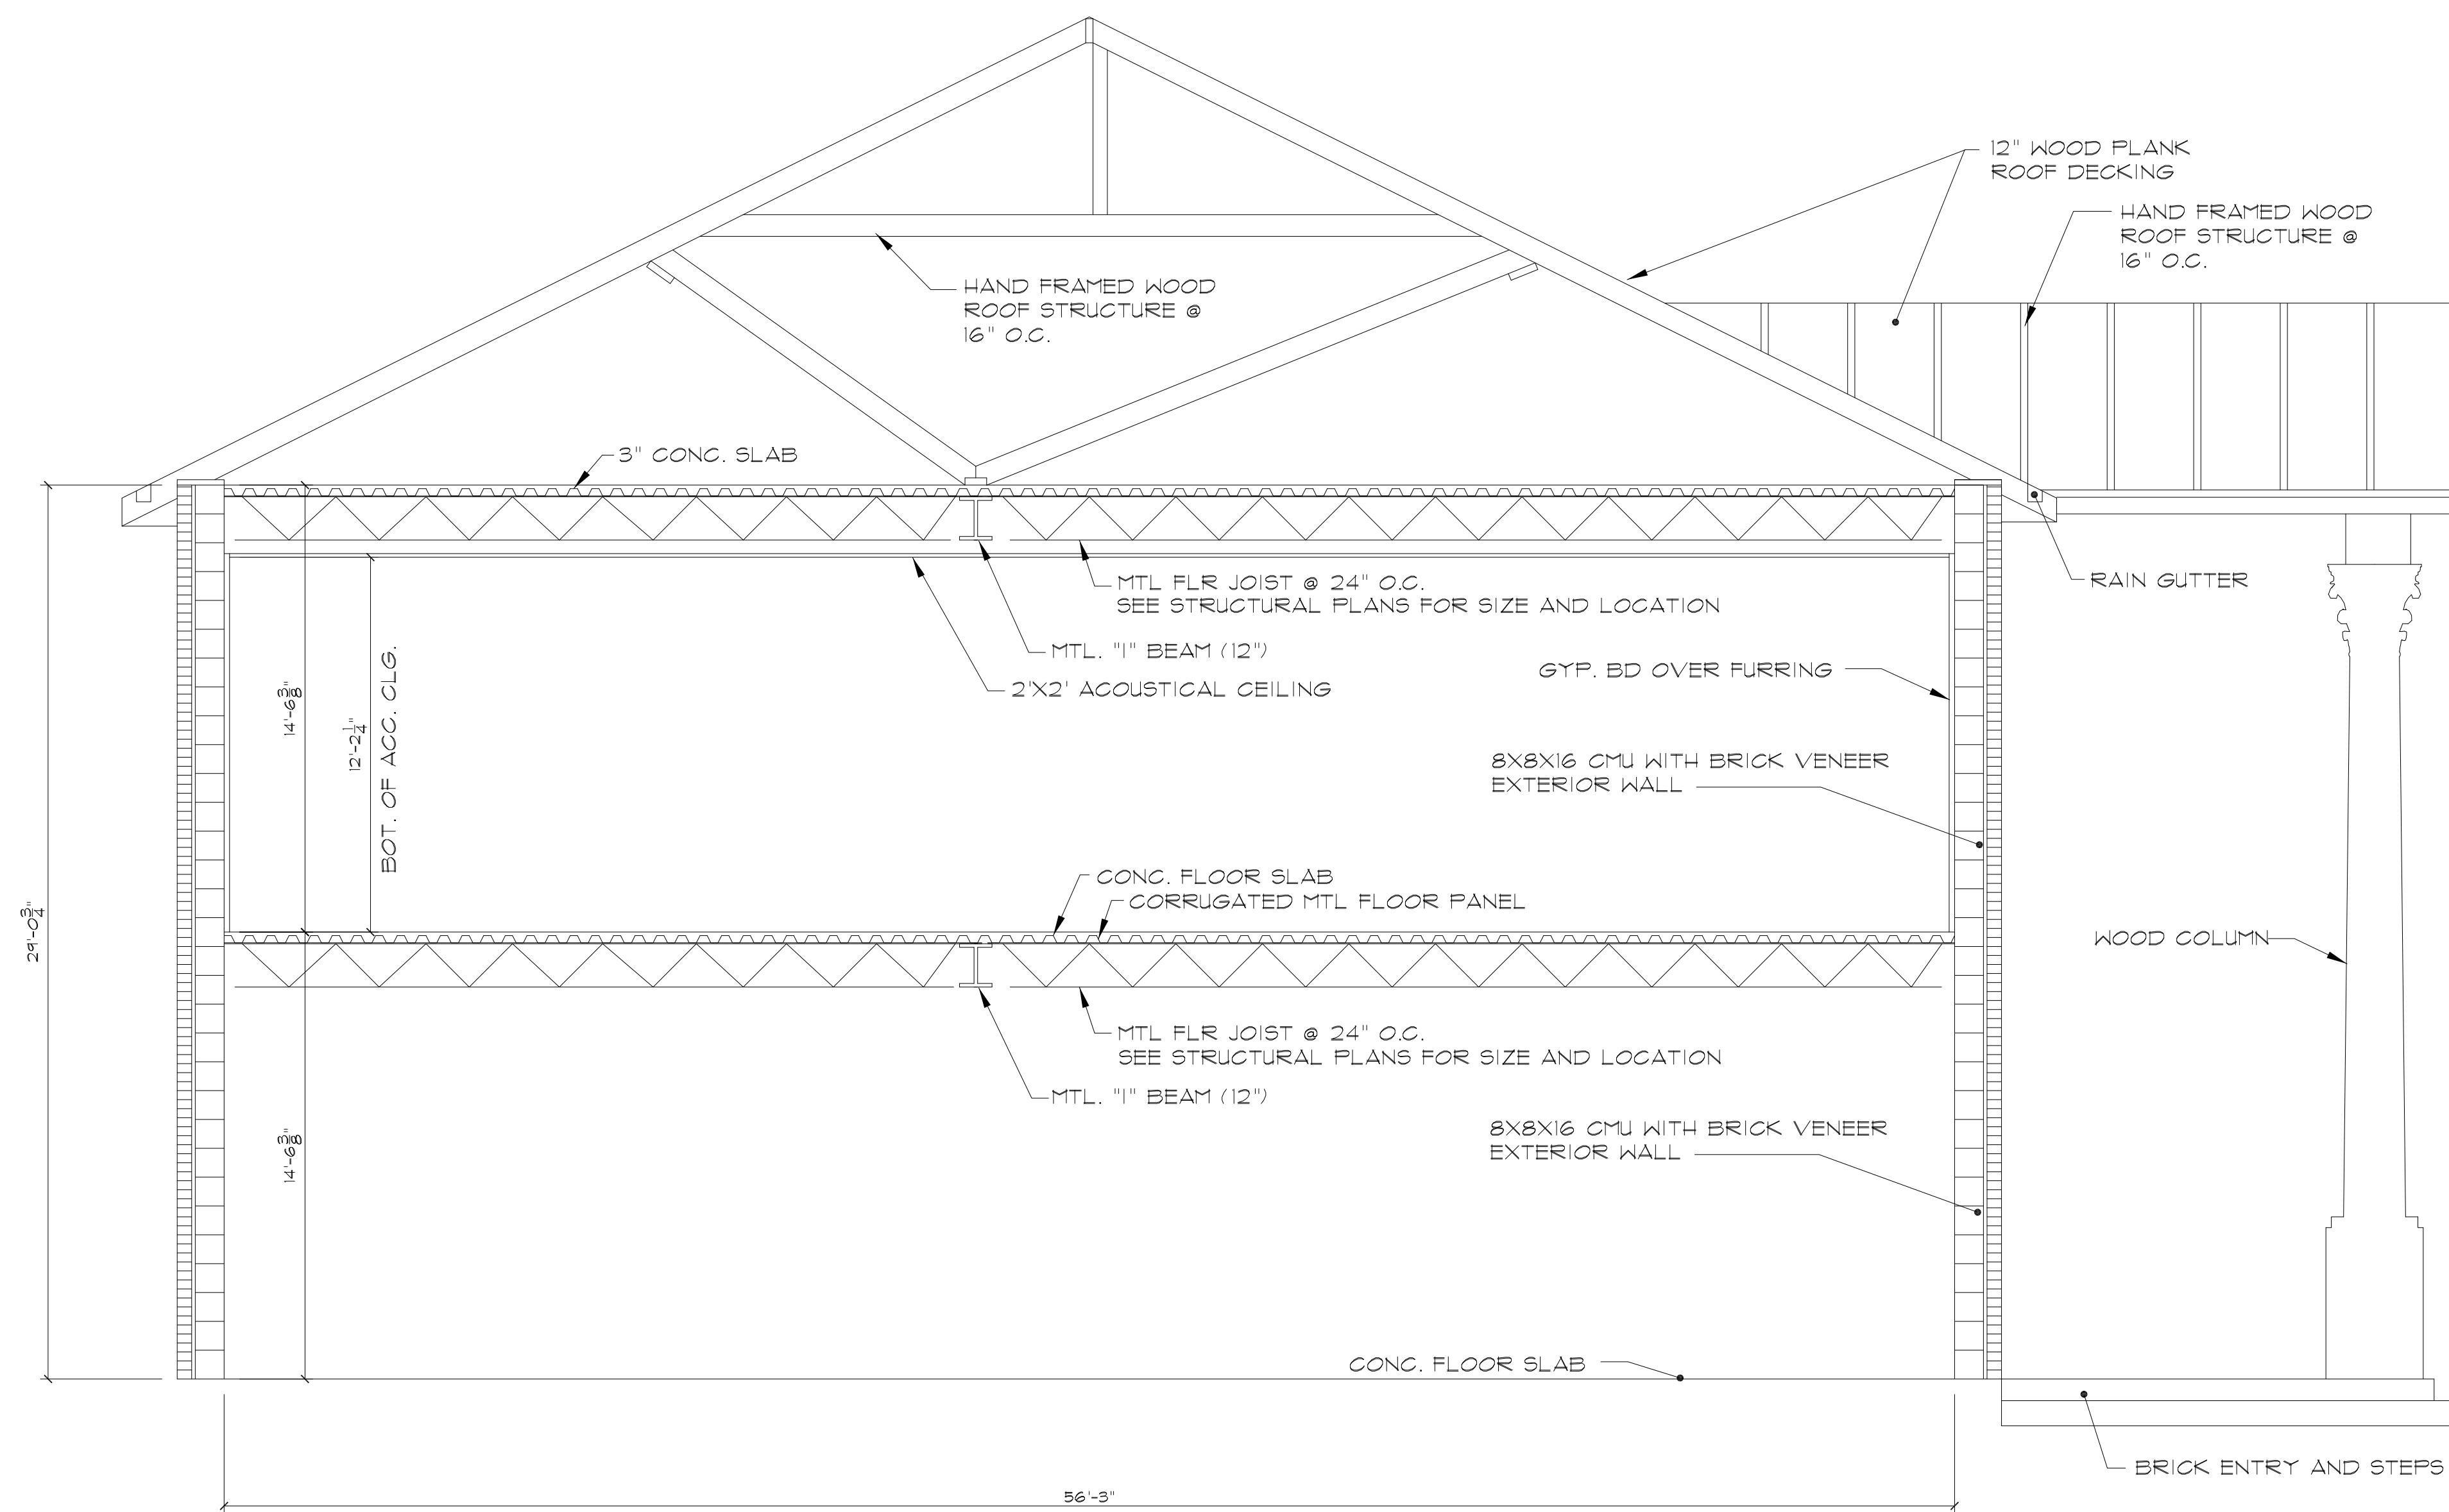 12" WOOD PLANK
ROOF DECKING
HAND FRAMED WOOD
ROOF STRUCTURE @
16" O.C.
HAND FRAMED WOOD
ROOF STRUCTURE @
16" O.C.
3" CONC. SLAB
MTL FLR JOIST @ 24" O.C.
SEE STRUCTURAL PLANS FOR SIZE AND LOCATION
RAIN GUTTER
MTL. "I" BEAM (12")
2'X2' ACOUSTICAL CEILING
GYP. BD OVER FURRING
14'-6 3/8"
12'-2 1/4"
BOT. OF ACC. CLG.
8X8X16 CMU WITH BRICK VENEER
EXTERIOR WALL
CONC. FLOOR SLAB
CORRUGATED MTL FLOOR PANEL
29'-0 3/4"
WOOD COLUMN
MTL FLR JOIST @ 24" O.C.
SEE STRUCTURAL PLANS FOR SIZE AND LOCATION
MTL. "I" BEAM (12")
14'-6 3/8"
8X8X16 CMU WITH BRICK VENEER
EXTERIOR WALL
CONC. FLOOR SLAB
BRICK ENTRY AND STEPS
56'-3"